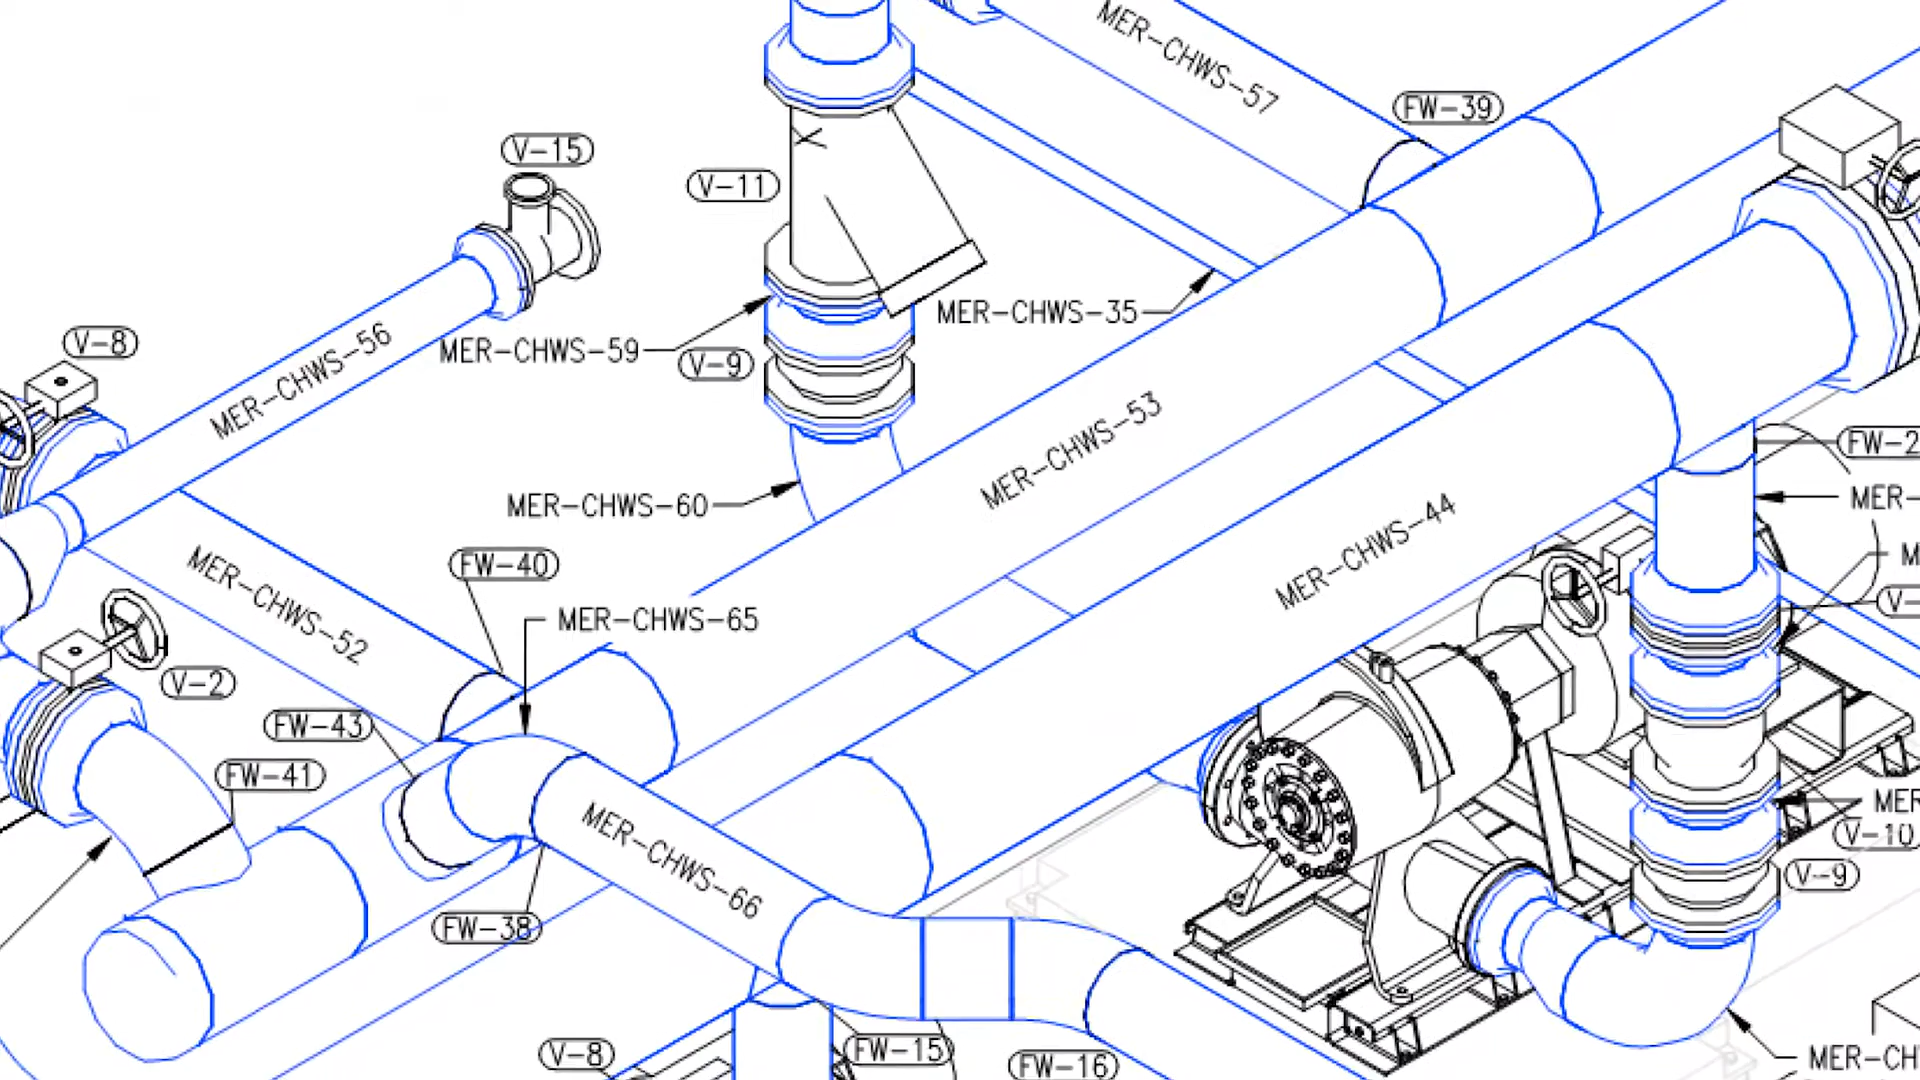 MER-CHWS-57
FW-39
V-15
V-11
MER-CHWS-35
V-8
MER-CHWS-56
MER-CHWS-59
V-9
MER-CHWS-53
FW-2
MER-CHWS-60
MER-
MER-CHWS-44
M
FW-40
MER-CHWS-52
V-
MER-CHWS-65
V-2
FW-43
FW-41
MER
V-10
MER-CHWS-66
V-9
FW-38
V-8
FW-15
FW-16
MER-CH